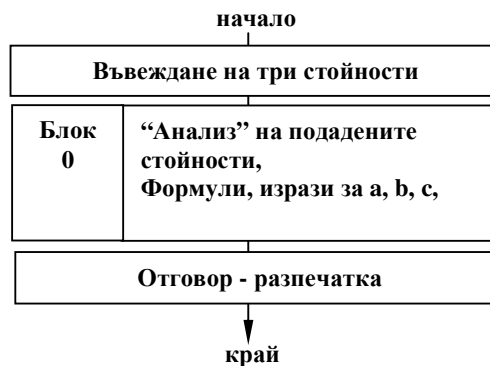 начало
Въвеждане на три стойности
Блок
0
“Анализ” на подадените
стойности,
Формули, изрази за a, b, c,
Отговор - разпечатка
край